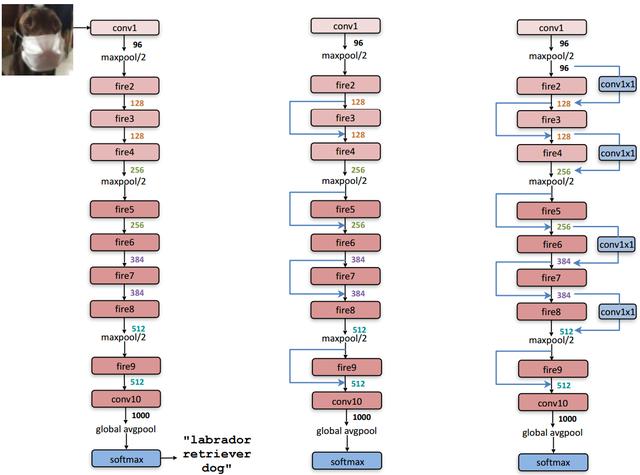 conv1
96
maxpool/2
fire2
128
fire3
128
fire4
256
maxpool/2
fire5
256
fire6
384
fire7
384
fire8
512
maxpool/2
fire9
512
conv10
1000
global avgpool
softmax
"labrador
retriever
dog"
conv1
96
maxpool/2
fire2
128
fire3
128
fire4
256
maxpool/2
fire5
256
fire6
384
fire7
384
fire8
512
maxpool/2
fire9
512
conv10
1000
global avgpool
softmax
conv1
96
maxpool/2
96
fire2
conv1x1
128
fire3
128
fire4
conv1x1
256
maxpool/2
fire5
256
fire6
conv1x1
384
fire7
384
fire8
conv1x1
512
maxpool/2
fire9
512
conv10
1000
global avgpool
softmax